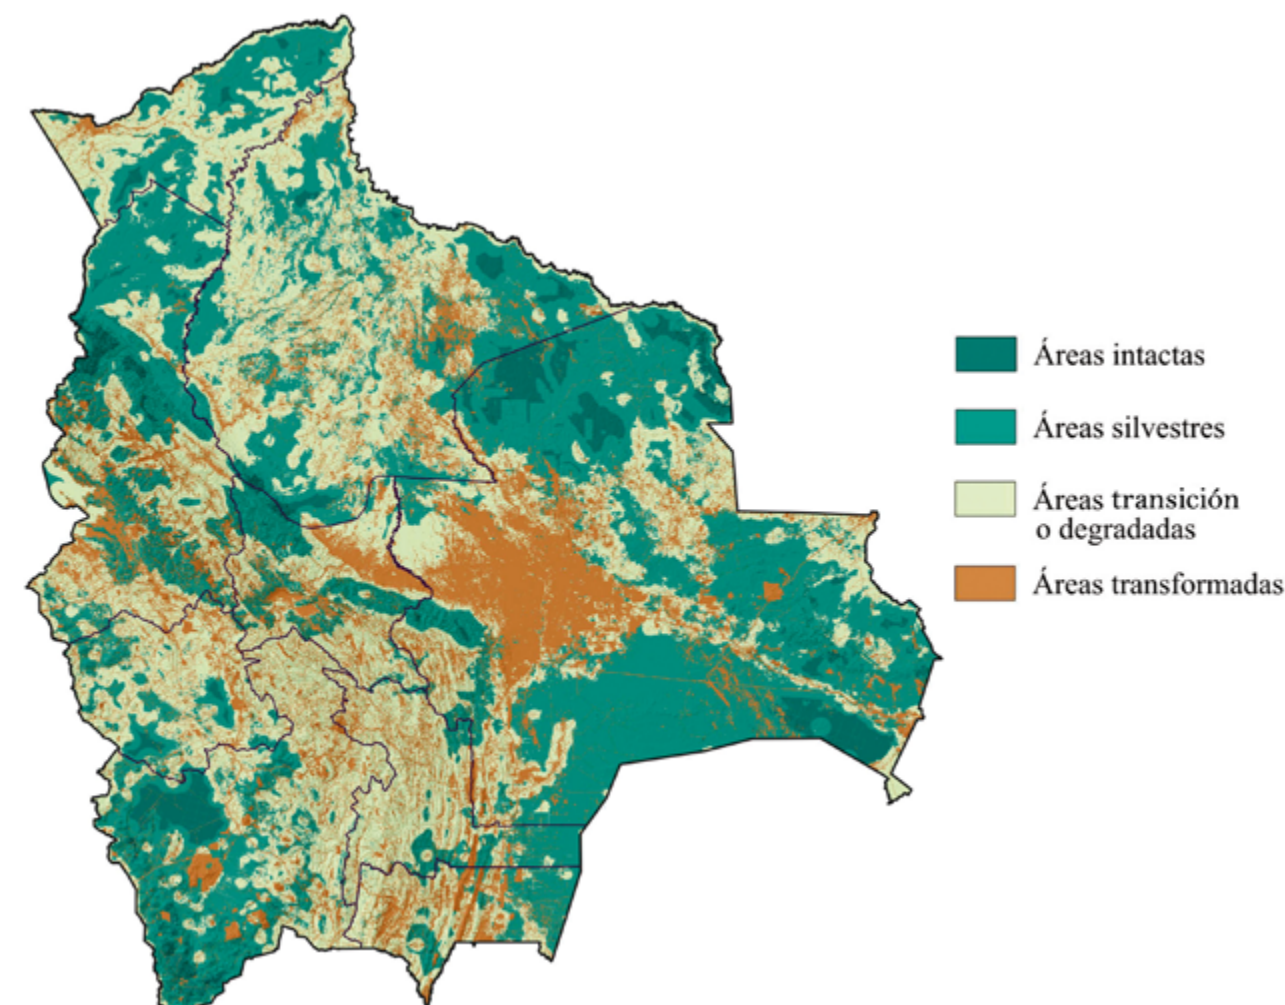 Áreas intactas
Áreas silvestres
Áreas transición
o degradadas
Áreas transformadas